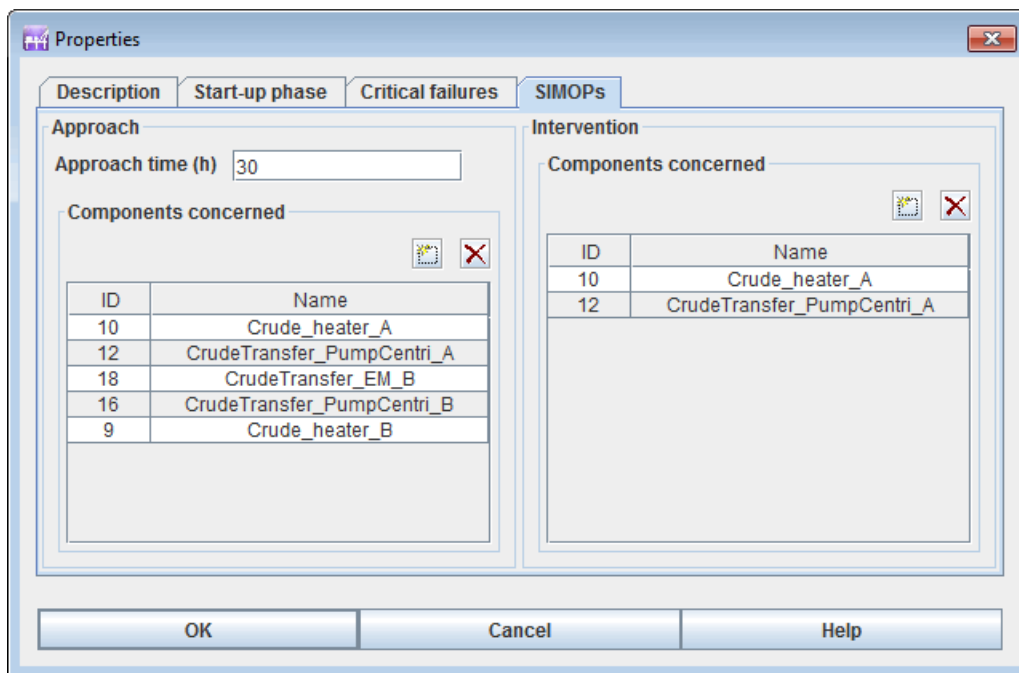 Properties
Description Start-up phase Critical failures SIMOPs
Approach
Approach time (h) 30
Components concerned
ID Name
10 Crude_heater_A
12 CrudeTransfer_PumpCentri_A
18 CrudeTransfer_EM_B
16 CrudeTransfer_PumpCentri_B
9 Crude_heater_B
Intervention
Components concerned
ID Name
10 Crude_heater_A
12 CrudeTransfer_PumpCentri_A
OK Cancel Help